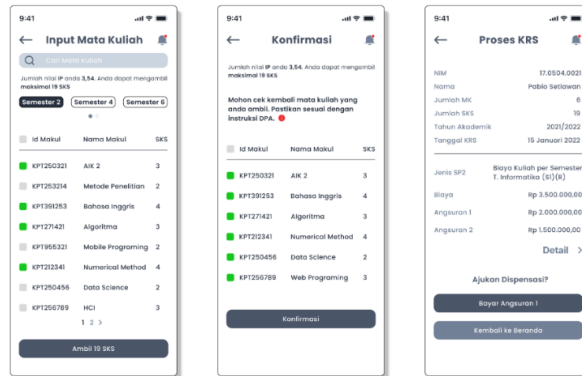 9:41
Input Mata Kuliah
Cari Mata Kuliah
Jumlah nilai IP anda 3,54. Anda dapat mengambil
maksimal 19 SKS
Semester 2 Semester 4 Semester 6
Id Makul Nama Makul SKS
KPT250321 AIK 2 3
KPT253214 Metode Penelitian 2
KPT391253 Bahasa Inggris 4
KPT271421 Algoritma 3
KPT955321 Mobile Programing 2
KPT212341 Numerical Method 4
KPT250456 Data Science 2
KPT256789 HCI 3
1 2 >
Ambil 19 SKS
9:41
Konfirmasi
Jumlah nilai IP anda 3,54. Anda dapat mengambil
maksimal 19 SKS
Mohon cek kembali mata kuliah yang
anda ambil. Pastikan sesuai dengan
instruksi DPA.
Id Makul Nama Makul SKS
KPT250321 AIK 2 3
KPT391253 Bahasa Inggris 4
KPT271421 Algoritma 3
KPT212341 Numerical Method 4
KPT250456 Data Science 2
KPT256789 Web Programing 3
Konfirmasi
9:41
Proses KRS
NIM 17.0504.0021
Nama Pablo Setiawan
Jumlah MK 6
Jumlah SKS 19
Tahun Akademik 2021/2022
Tanggal KRS 15 Januari 2022
Jenis SP2 Biaya Kuliah per Semester
T. Informatika (S1)(R)
Biaya Rp 3.500.000,00
Angsuran 1 Rp 2.000.000,00
Angsuran 2 Rp 1.500.000,00
Detail >
Ajukan Dispensasi?
Bayar Angsuran 1
Kembali ke Beranda